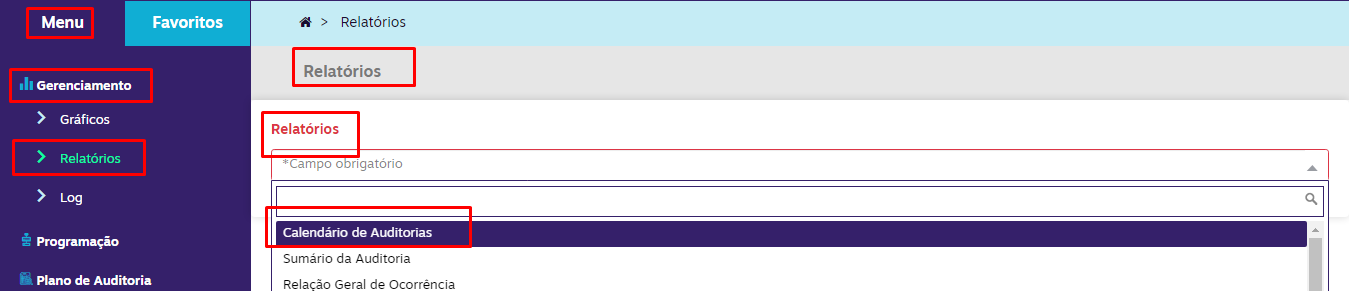 Menu
Favoritos
> Relatórios
Relatórios
Gerenciamento
Gráficos
Relatórios
Log
Programação
Plano de Auditoria
Relatórios
*Campo obrigatório
Calendário de Auditorias
Sumário da Auditoria
Relação Geral de Ocorrência